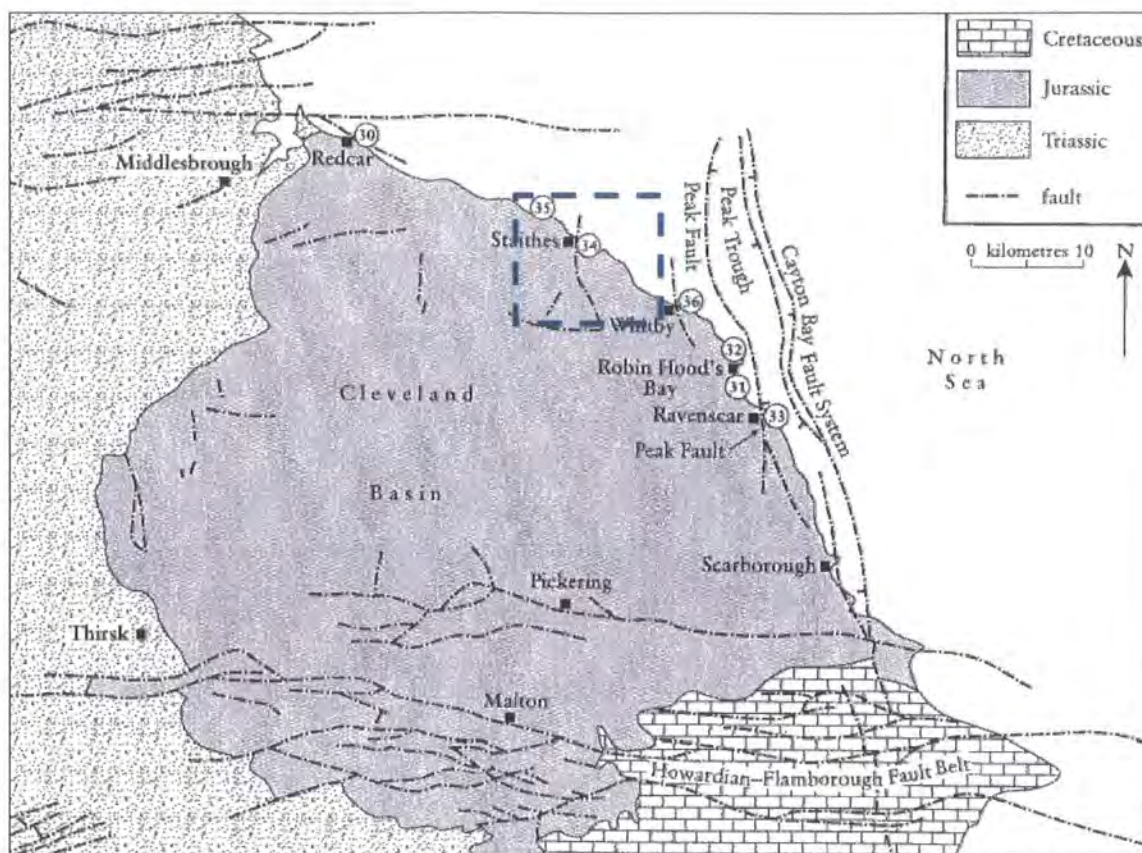 Cretaceous
Jurassic
Triassic
fault
0 kilometres 10
N
30
Redcar
Middlesbrough
35
Staithes
34
Peak Fault
Peak Trough
Cayton Bay Fault System
36
Whitby
32
Robin Hood's
Bay
31
North
Sea
Cleveland
Ravenscar
33
Peak Fault
Basin
Scarborough
Pickering
Thirsk
Malton
Howardian–Flamborough Fault Belt